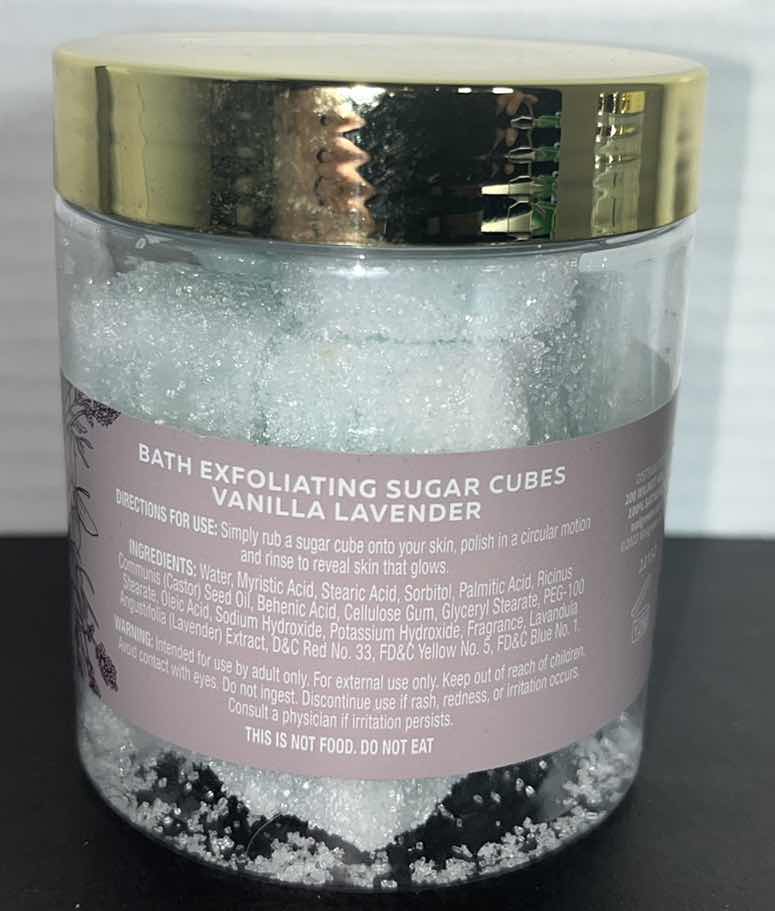 BATH EXFOLIATING SUGAR CUBES
VANILLA LAVENDER
DIRECTIONS FOR USE: Simply rub a sugar cube onto your skin, polish in a circular motion
and rinse to reveal skin that glows.
INGREDIENTS: Water, Myristic Acid, Stearic Acid, Sorbitol, Palmitic Acid, Ricinus
Communis (Castor) Seed Oil, Behenic Acid, Cellulose Gum, Glyceryl Stearate, PEG-100
Stearate, Oleic Acid, Sodium Hydroxide, Potassium Hydroxide, Fragrance, Lavandula
Angustifolia (Lavender) Extract, D&C Red No. 33, FD&C Yellow No. 5, FD&C Blue No. 1.
WARNING: Intended for use by adult only. For external use only. Keep out of reach of children.
Avoid contact with eyes. Do not ingest. Discontinue use if rash, redness, or irritation occurs.
Consult a physician if irritation persists.
THIS IS NOT FOOD. DO NOT EAT